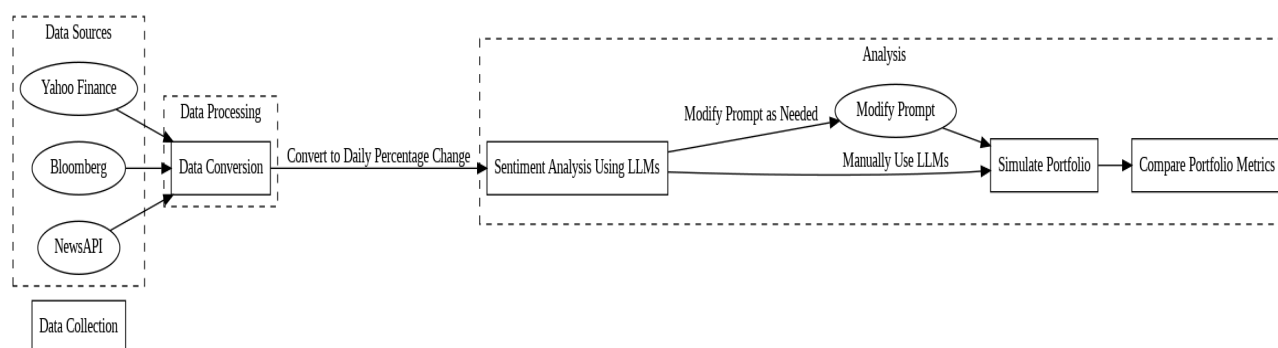 Data Sources
Yahoo Finance
Bloomberg
NewsAPI
Data Collection
Data Processing
Data Conversion
Convert to Daily Percentage Change
Analysis
Sentiment Analysis Using LLMs
Modify Prompt as Needed
Modify Prompt
Manually Use LLMs
Simulate Portfolio
Compare Portfolio Metrics